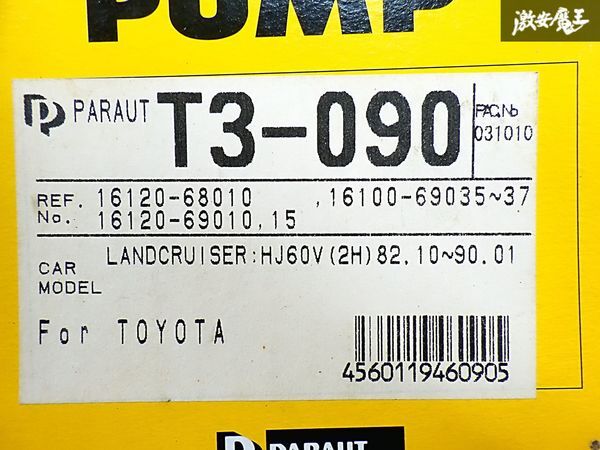 PUMP
激安魔王
PARAUT T3-090 PAC.No
031010
REF. 16120-68010 ,16100-69035~37
No. 16120-69010,15
CAR MODEL LANDCRUISER:HJ60V(2H)82.10~90.01
For TOYOTA
4560119460905
PARAUT